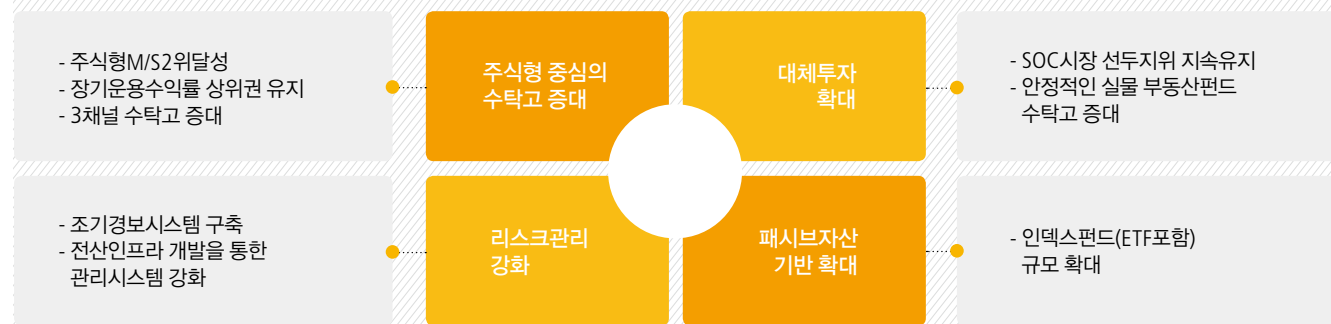 - 주식형M/S2위달성
- 장기운용수익률 상위권 유지
- 3채널 수탁고 증대
주식형 중심의
수탁고 증대
대체투자
확대
- SOC시장 선두지위 지속유지
- 안정적인 실물 부동산펀드
수탁고 증대
- 조기경보시스템 구축
- 전산인프라 개발을 통한
관리시스템 강화
리스크관리
강화
패시브자산
기반 확대
- 인덱스펀드(ETF포함)
규모 확대